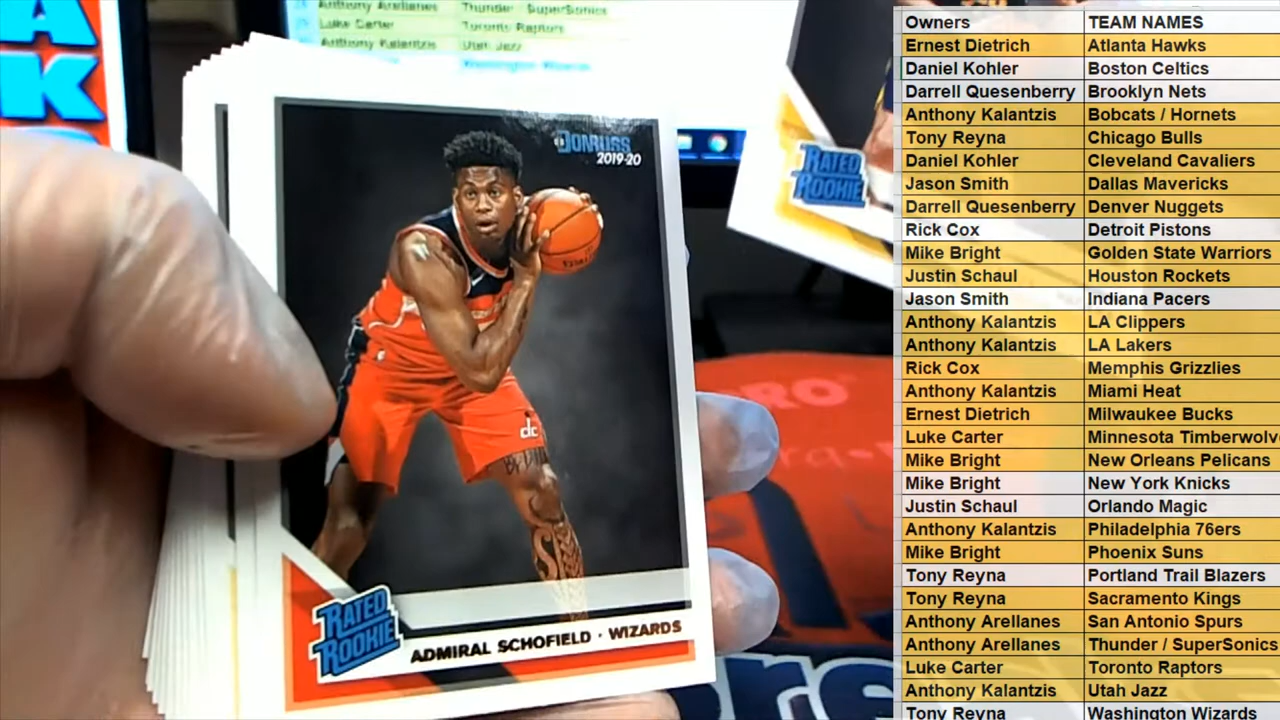 A
K
Anthony Arellanes Thunder / SuperSonics
Luke Carter Toronto Raptors
Anthony Kalantzis Utah Jazz
Washington Wizards
DONRUSS
2019-20
RATED
ROOKIE
dc
RATED
ROOKIE
ADMIRAL SCHOFIELD · WIZARDS
RO
Owners TEAM NAMES
Ernest Dietrich Atlanta Hawks
Daniel Kohler Boston Celtics
Darrell Quesenberry Brooklyn Nets
Anthony Kalantzis Bobcats / Hornets
Tony Reyna Chicago Bulls
Daniel Kohler Cleveland Cavaliers
Jason Smith Dallas Mavericks
Darrell Quesenberry Denver Nuggets
Rick Cox Detroit Pistons
Mike Bright Golden State Warriors
Justin Schaul Houston Rockets
Jason Smith Indiana Pacers
Anthony Kalantzis LA Clippers
Anthony Kalantzis LA Lakers
Rick Cox Memphis Grizzlies
Anthony Kalantzis Miami Heat
Ernest Dietrich Milwaukee Bucks
Luke Carter Minnesota Timberwolv
Mike Bright New Orleans Pelicans
Mike Bright New York Knicks
Justin Schaul Orlando Magic
Anthony Kalantzis Philadelphia 76ers
Mike Bright Phoenix Suns
Tony Reyna Portland Trail Blazers
Tony Reyna Sacramento Kings
Anthony Arellanes San Antonio Spurs
Anthony Arellanes Thunder / SuperSonics
Luke Carter Toronto Raptors
Anthony Kalantzis Utah Jazz
Tony Reyna Washington Wizards